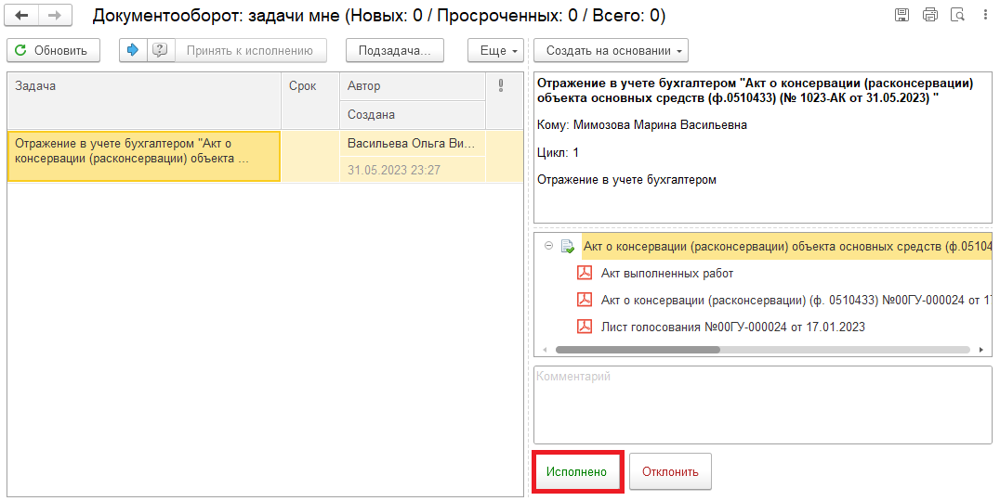 Документооборот: задачи мне (Новых: 0 / Просроченных: 0 / Всего: 0)
Обновить
Принять к исполнению
Подзадача...
Еще
Создать на основании
Задача
Срок
Автор
Создана
Отражение в учете бухгалтером "Акт о
консервации (расконсервации) объекта ...
Васильева Ольга Ви...
31.05.2023 23:27
Отражение в учете бухгалтером "Акт о консервации (расконсервации)
объекта основных средств (ф.0510433) (№ 1023-АК от 31.05.2023) "
Кому: Мимозова Марина Васильевна
Цикл: 1
Отражение в учете бухгалтером
Акт о консервации (расконсервации) объекта основных средств (ф.05104
Акт выполненных работ
Акт о консервации (расконсервации) (ф. 0510433) №00ГУ-000024 от 17
Лист голосования №00ГУ-000024 от 17.01.2023
Комментарий
Исполнено
Отклонить